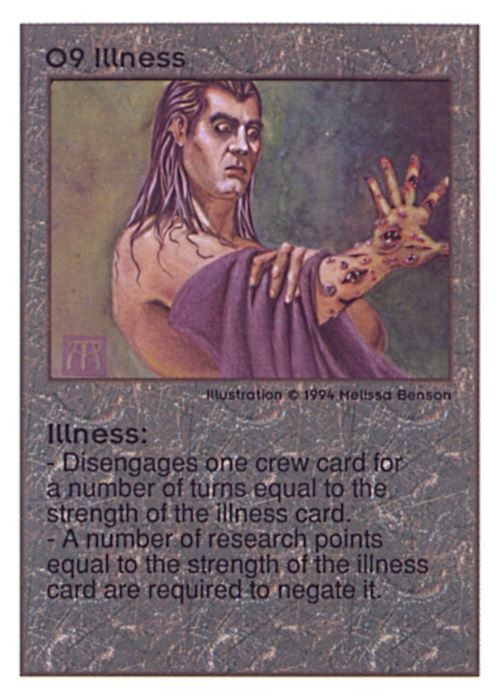 09 Illness
Illustration © 1994 Melissa Benson
Illness:
- Disengages one crew card for
a number of turns equal to the
strength of the illness card.
- A number of research points
equal to the strength of the illness
card are required to negate it.